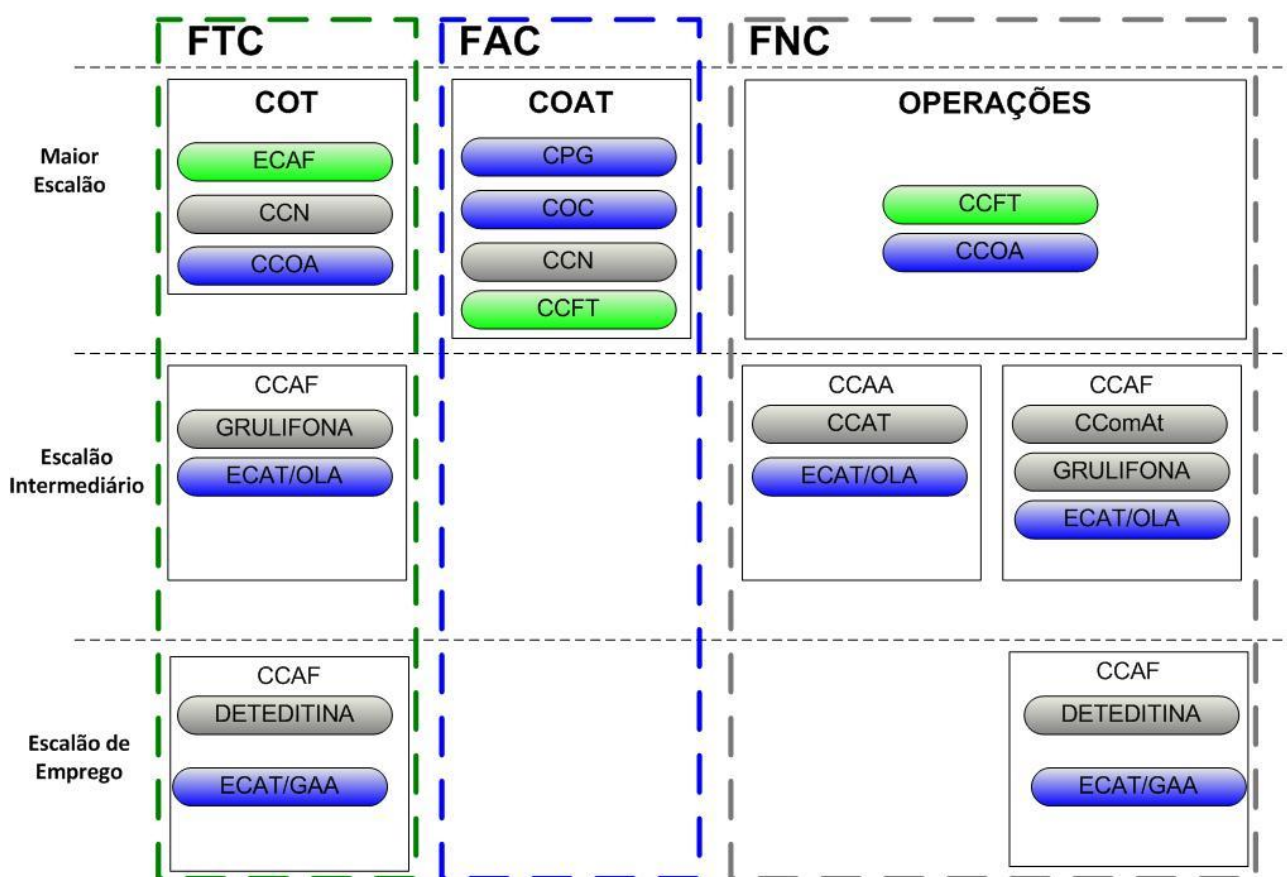 FTC
FAC
FNC
Maior
Escalão
COT
ECAF
CCN
CCOA
COAT
CPG
COC
CCN
CCFT
OPERAÇÕES
CCFT
CCOA
Escalão
Intermediário
CCAF
GRULIFONA
ECAT/OLA
CCAA
CCAT
ECAT/OLA
CCAF
CComAt
GRULIFONA
ECAT/OLA
Escalão de
Emprego
CCAF
DETEDITINA
ECAT/GAA
CCAF
DETEDITINA
ECAT/GAA